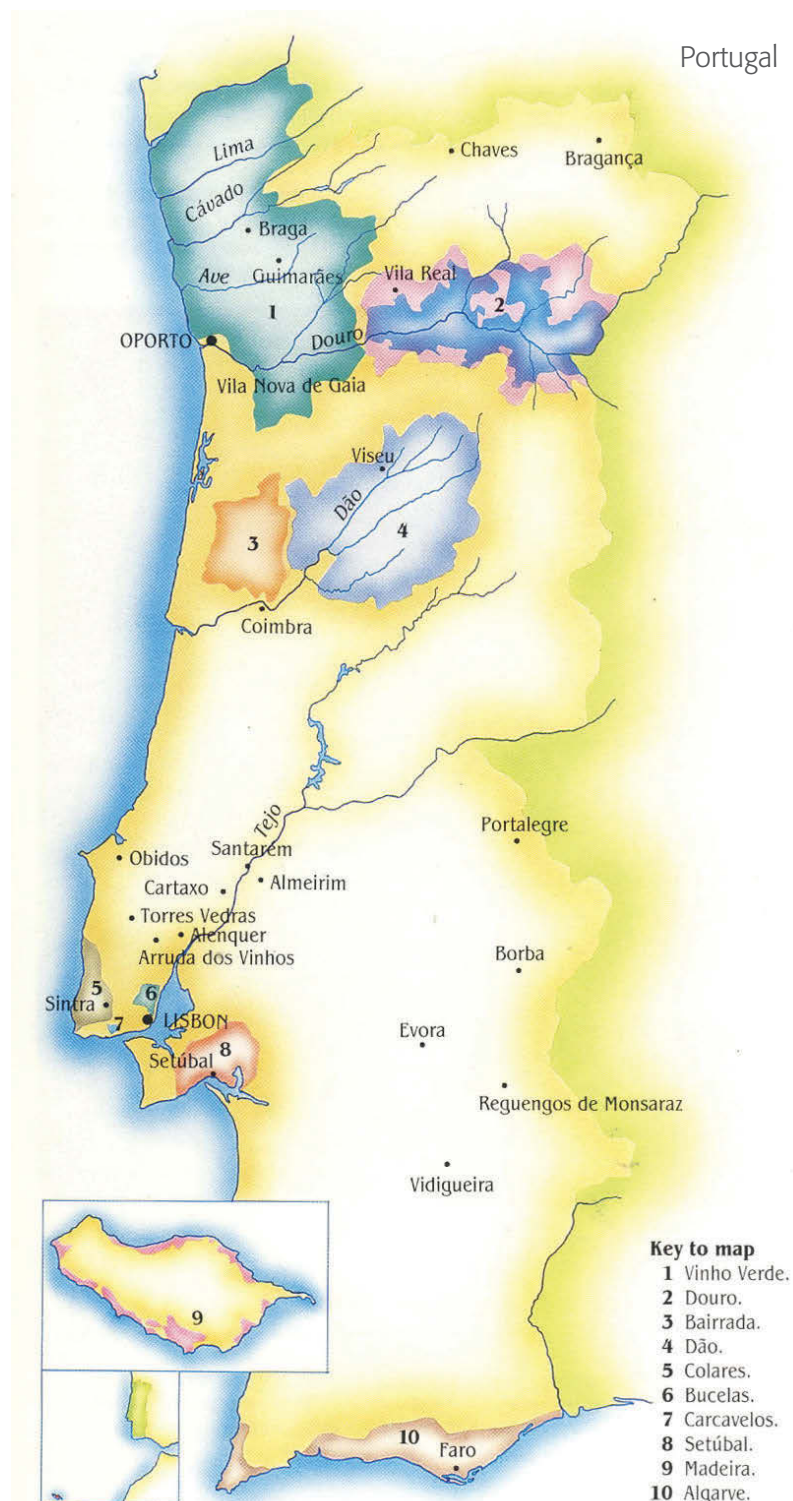 Portugal
Lima
Chaves
Bragança
Cávado
Braga
Ave
Guimarães
Vila Real
1
2
OPORTO
Douro
Vila Nova de Gaia
Viseu
Dão
3
4
Coimbra
Tejo
Portalegre
Obidos
Santarém
Cartaxo
Almeirim
Torres Vedras
Alenquer
Arruda dos Vinhos
Borba
5
6
Sintra
7
LISBON
Evora
8
Setúbal
Reguengos de Monsaraz
Vidigueira
9
10
Faro
Key to map
1 Vinho Verde.
2 Douro.
3 Bairrada.
4 Dão.
5 Colares.
6 Bucelas.
7 Carcavelos.
8 Setúbal.
9 Madeira.
10 Algarve.